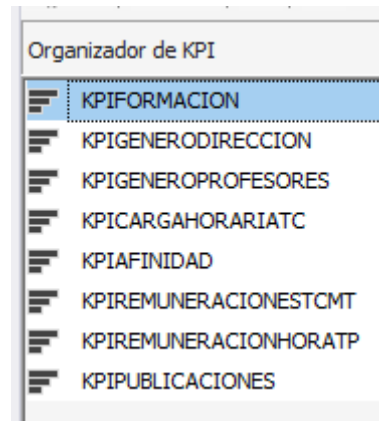 Organizador de KPI
KPIFORMACION
KPIGENERODIRECCION
KPIGENEROPROFESORES
KPICARGAHORARIATC
KPIAFINIDAD
KPIREMUNERACIONESTCMT
KPIREMUNERACIONHORATP
KPIPUBLICACIONES